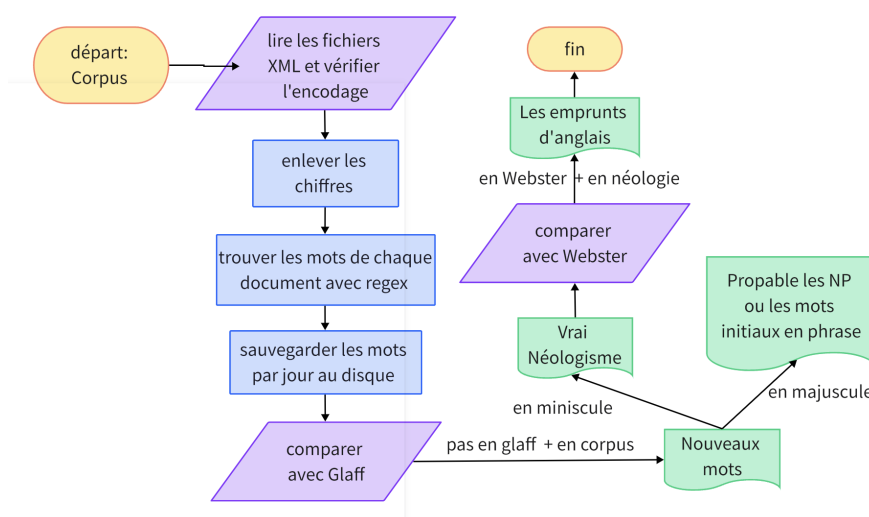 départ:
Corpus
lire les fichiers
XML et vérifier
l'encodage
enlever les
chiffres
trouver les mots de chaque
document avec regex
sauvegarder les mots
par jour au disque
comparer
avec Glaff
pas en glaff + en corpus
Nouveaux
mots
en miniscule
en majuscule
Vrai
Néologisme
Propable les NP
ou les mots
initiaux en phrase
comparer
avec Webster
en Webster + en néologie
Les emprunts
d'anglais
fin